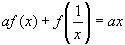 af(x) + f(1/x) = ax